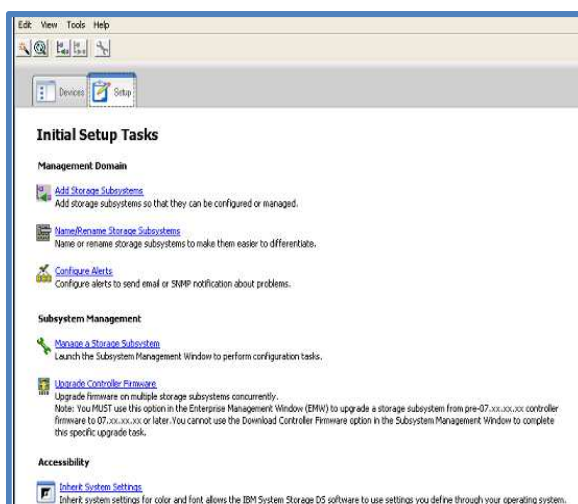 Edit View Tools Help
Devices Setup
Initial Setup Tasks
Management Domain
Add Storage Subsystems
Add storage subsystems so that they can be configured or managed.
Name/Rename Storage Subsystems
Name or rename storage subsystems to make them easier to differentiate.
Configure Alerts
Configure alerts to send email or SNMP notification about problems.
Subsystem Management
Manage a Storage Subsystem
Launch the Subsystem Management Window to perform configuration tasks.
Upgrade Controller Firmware
Upgrade firmware on multiple storage subsystems concurrently.
Note: You MUST use this option in the Enterprise Management Window (EMW) to upgrade a storage subsystem from pre-07.xx.xx.xx controller
firmware to 07.xx.xx.xx or later. You cannot use the Download Controller Firmware option in the Subsystem Management Window to complete
this specific upgrade task.
Accessibility
Inherit System Settings
Inherit system settings for color and font allows the IBM System Storage DS software to use settings you define through your operating system.